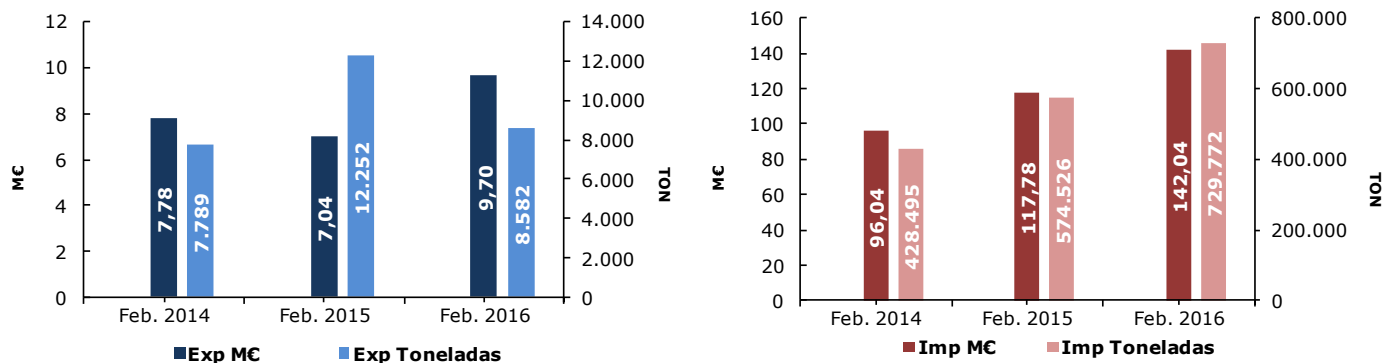 12
10
8
6
4
2
0
M€
14.000
12.000
10.000
8.000
6.000
4.000
2.000
0
TON
7,78
7.789
7,04
12.252
9,70
8.582
Feb. 2014
Feb. 2015
Feb. 2016
Exp M€
Exp Toneladas
160
140
120
100
80
60
40
20
0
M€
800.000
600.000
400.000
200.000
0
TON
96,04
428.495
117,78
574.526
142,04
729.772
Feb. 2014
Feb. 2015
Feb. 2016
Imp M€
Imp Toneladas